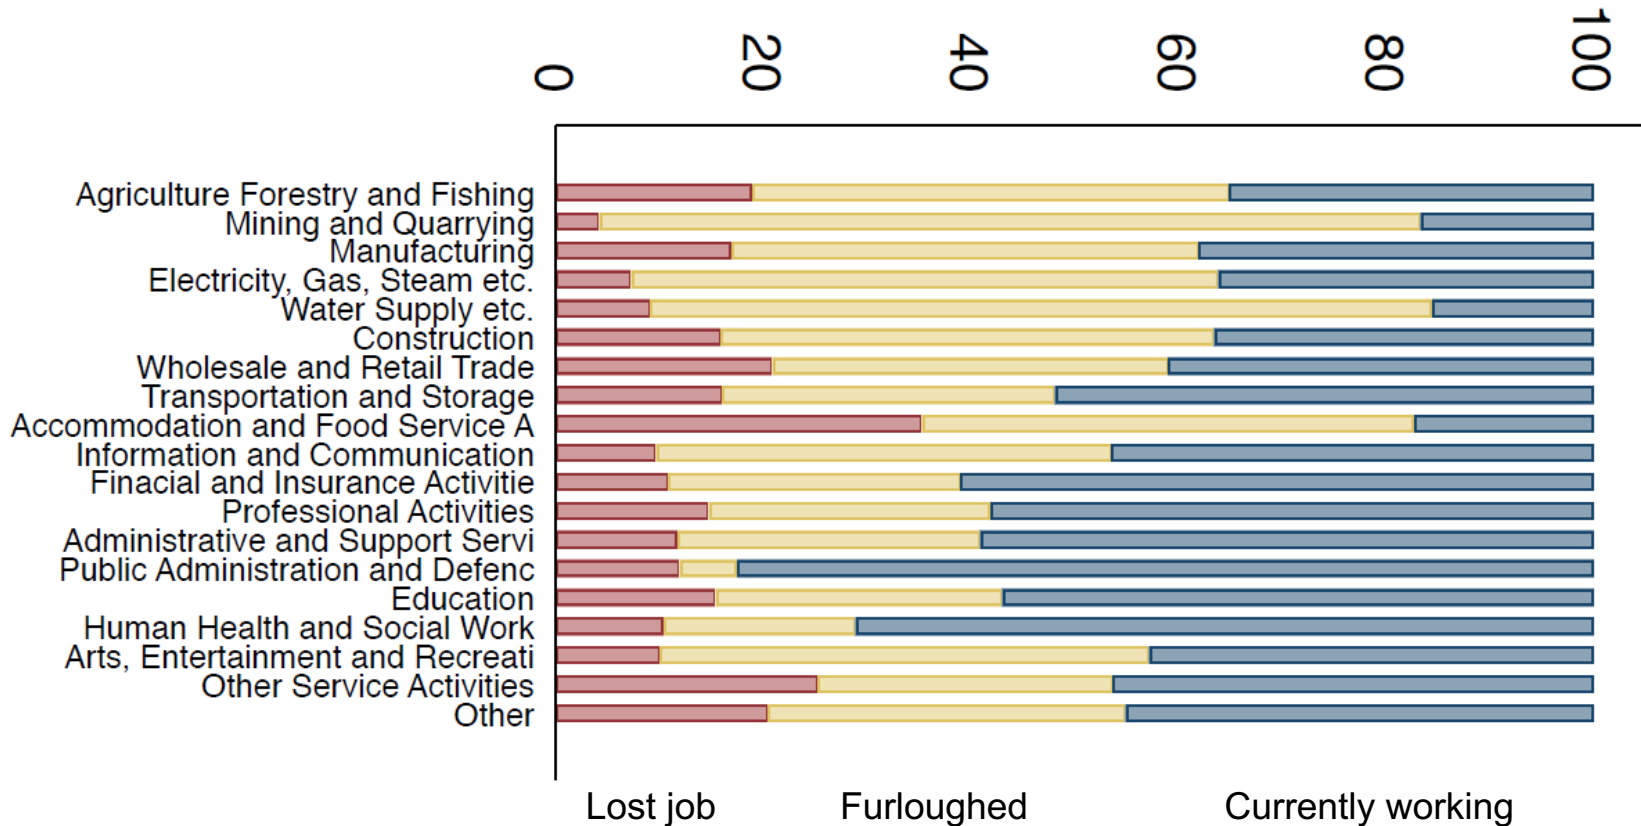 0 20 40 60 80 100
Agriculture Forestry and Fishing
Mining and Quarrying
Manufacturing
Electricity, Gas, Steam etc.
Water Supply etc.
Construction
Wholesale and Retail Trade
Transportation and Storage
Accommodation and Food Service A
Information and Communication
Finacial and Insurance Activitie
Professional Activities
Administrative and Support Servi
Public Administration and Defenc
Education
Human Health and Social Work
Arts, Entertainment and Recreati
Other Service Activities
Other
Lost job Furloughed Currently working